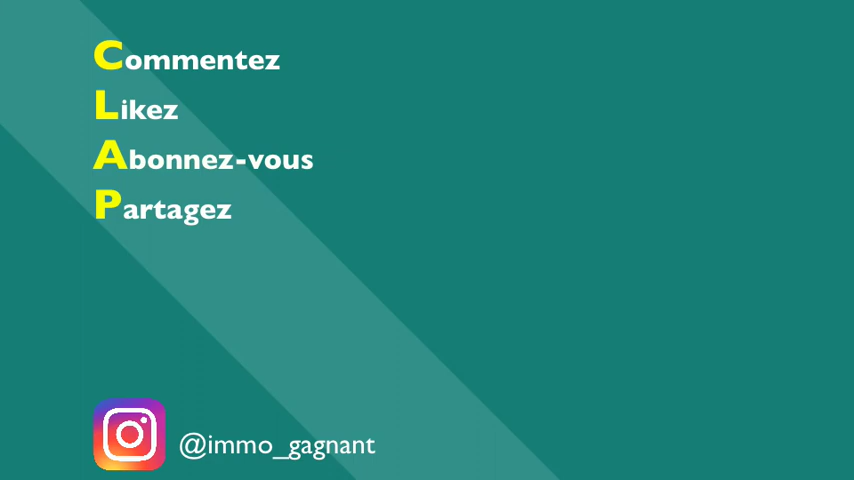 Commentez
Likez
Abonnez-vous
Partagez
@immo_gagnant